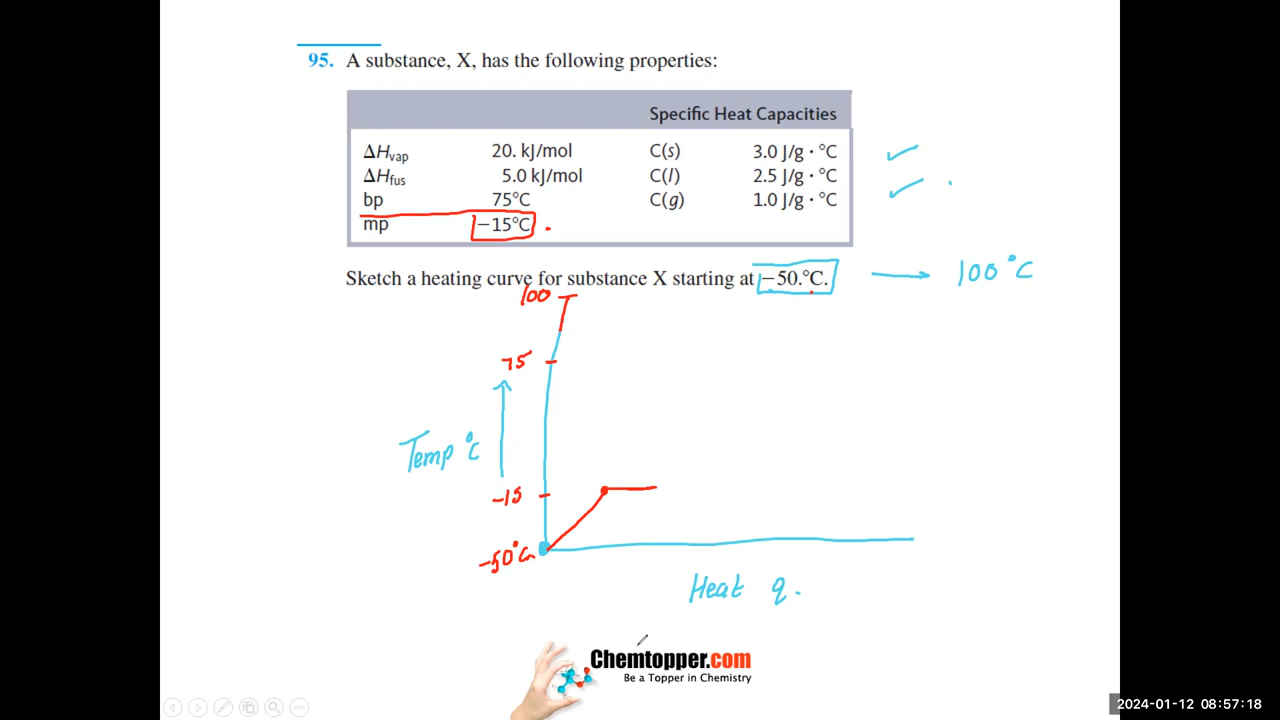 95. A substance, X, has the following properties:
Specific Heat Capacities
ΔHvap 20. kJ/mol C(s) 3.0 J/g · °C
ΔHfus 5.0 kJ/mol C(l) 2.5 J/g · °C
bp 75°C C(g) 1.0 J/g · °C
mp −15°C
Sketch a heating curve for substance X starting at −50.°C. → 100°C
100
75
Temp °C
-15
-50°C
Heat q.
Chemtopper.com
Be a Topper in Chemistry
2024-01-12 08:57:18